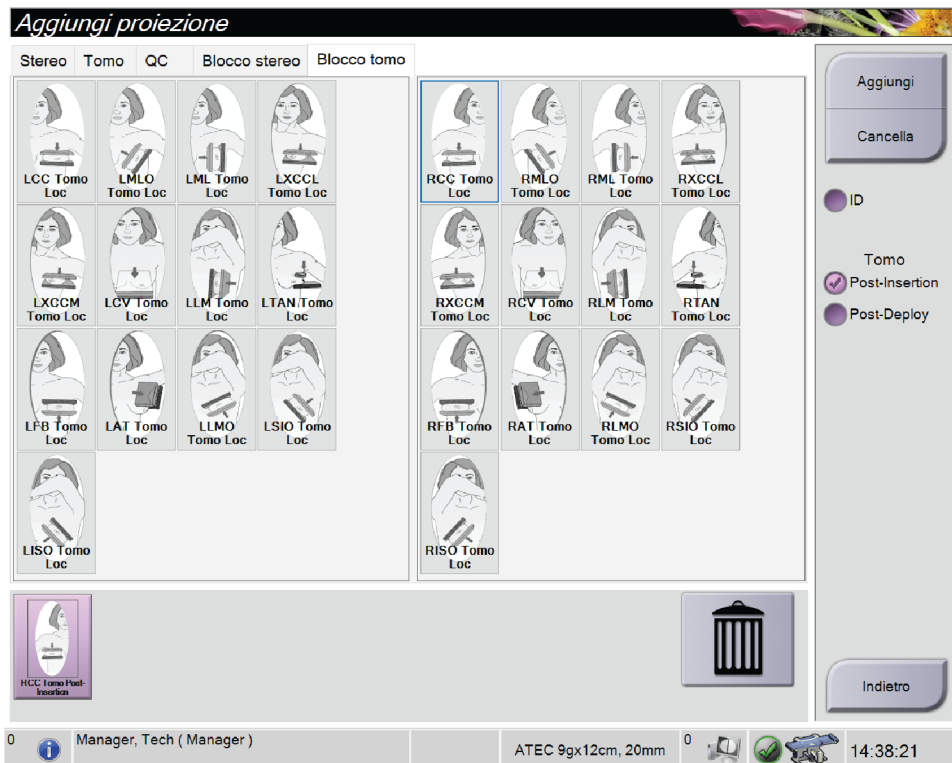 Aggiungi proiezione
Stereo Tomo QC Blocco stereo Blocco tomo
LCC Tomo
Loc
LMLO
Tomo Loc
LML Tomo
Loc
LXCCL
Tomo Loc
RCC Tomo
Loc
RMLO
Tomo Loc
RML Tomo
Loc
RXCCL
Tomo Loc
LXCCM
Tomo Loc
LCV Tomo
Loc
LLM Tomo
Loc
LTAN Tomo
Loc
RXCCM
Tomo Loc
RCV Tomo
Loc
RLM Tomo
Loc
RTAN
Tomo Loc
LFB Tomo
Loc
LAT Tomo
Loc
LLMO
Tomo Loc
LSIO Tomo
Loc
RFB Tomo
Loc
RAT Tomo
Loc
RLMO
Tomo Loc
RSIO Tomo
Loc
LISO Tomo
Loc
RISO Tomo
Loc
RCC Tomo Post-
Insertion
Aggiungi
Cancella
ID
Tomo
Post-Insertion
Post-Deploy
Indietro
0 Manager, Tech ( Manager ) ATEC 9gx12cm, 20mm 0 14:38:21